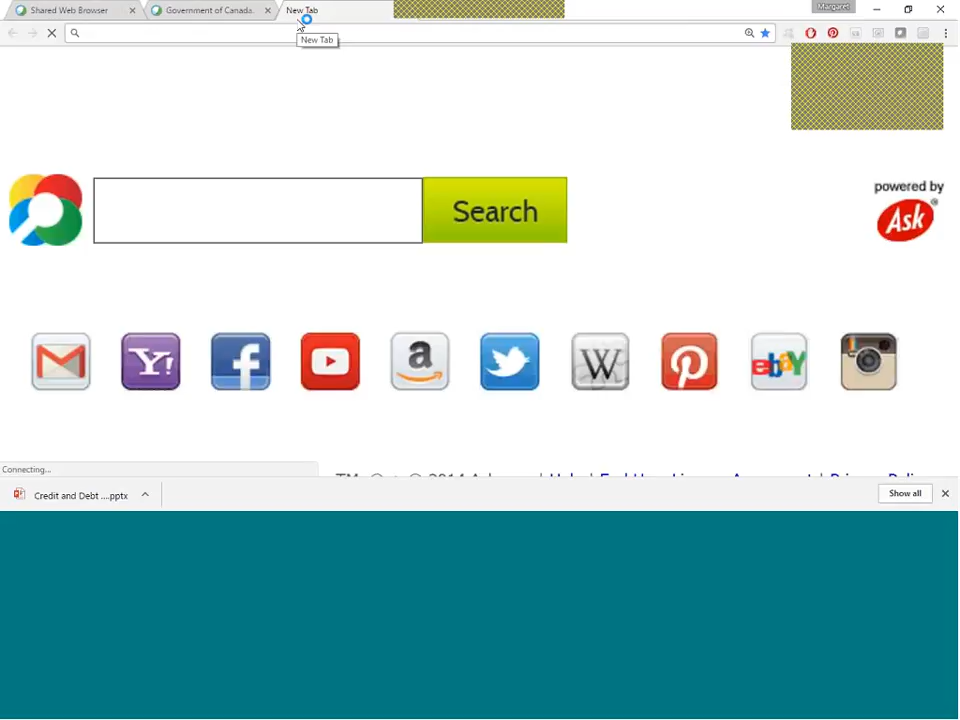 Shared Web Browser
Government of Canada.
New Tab
Margaret
New Tab
powered by
Ask
Search
Y!
f
a
W
ebay
Connecting...
Credit and Debt ....pptx
Show all